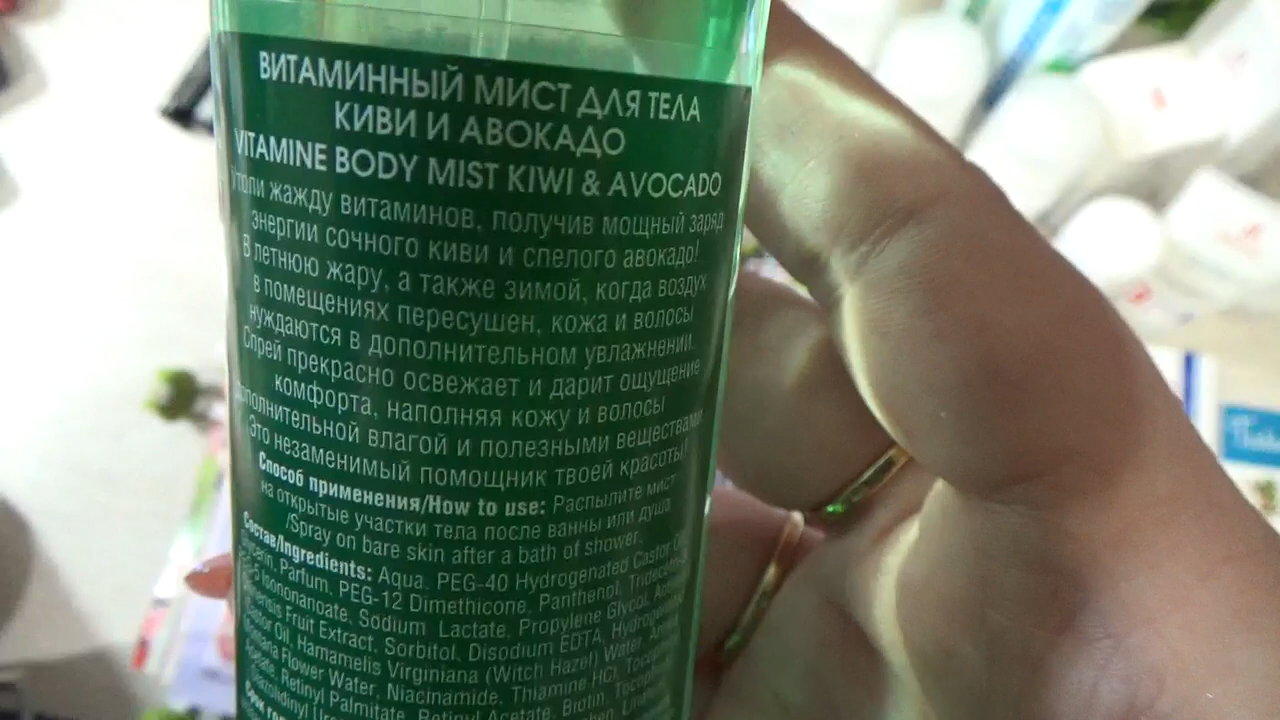 ВИТАМИННЫЙ МИСТ ДЛЯ ТЕЛА
КИВИ И АВОКАДО
VITAMINE BODY MIST KIWI & AVOCADO
Утоли жажду витаминов, получив мощный заряд
энергии сочного киви и спелого авокадо!
В летнюю жару, а также зимой, когда воздух
в помещениях пересушен, кожа и волосы
нуждаются в дополнительном увлажнении.
Спрей прекрасно освежает и дарит ощущение
комфорта, наполняя кожу и волосы
дополнительной влагой и полезными веществами.
Это незаменимый помощник твоей красоты!
Способ применения/How to use: Распылите мист
на открытые участки тела после ванны или душа
/Spray on bare skin after a bath of shower.
Состав/Ingredients: Aqua, PEG-40 Hydrogenated Castor
Parfum, PEG-12 Dimethicone, Panthenol,
Isononanoate, Sodium Lactate, Propylene Glycol,
Fruit Extract, Sorbitol, Disodium EDTA,
Castor Oil, Hamamelis Virginiana (Witch Hazel) Water,
Montana Flower Water, Niacinamide, Thiamine HCl,
Retinyl Palmitate, Retinyl Acetate, Biotin,